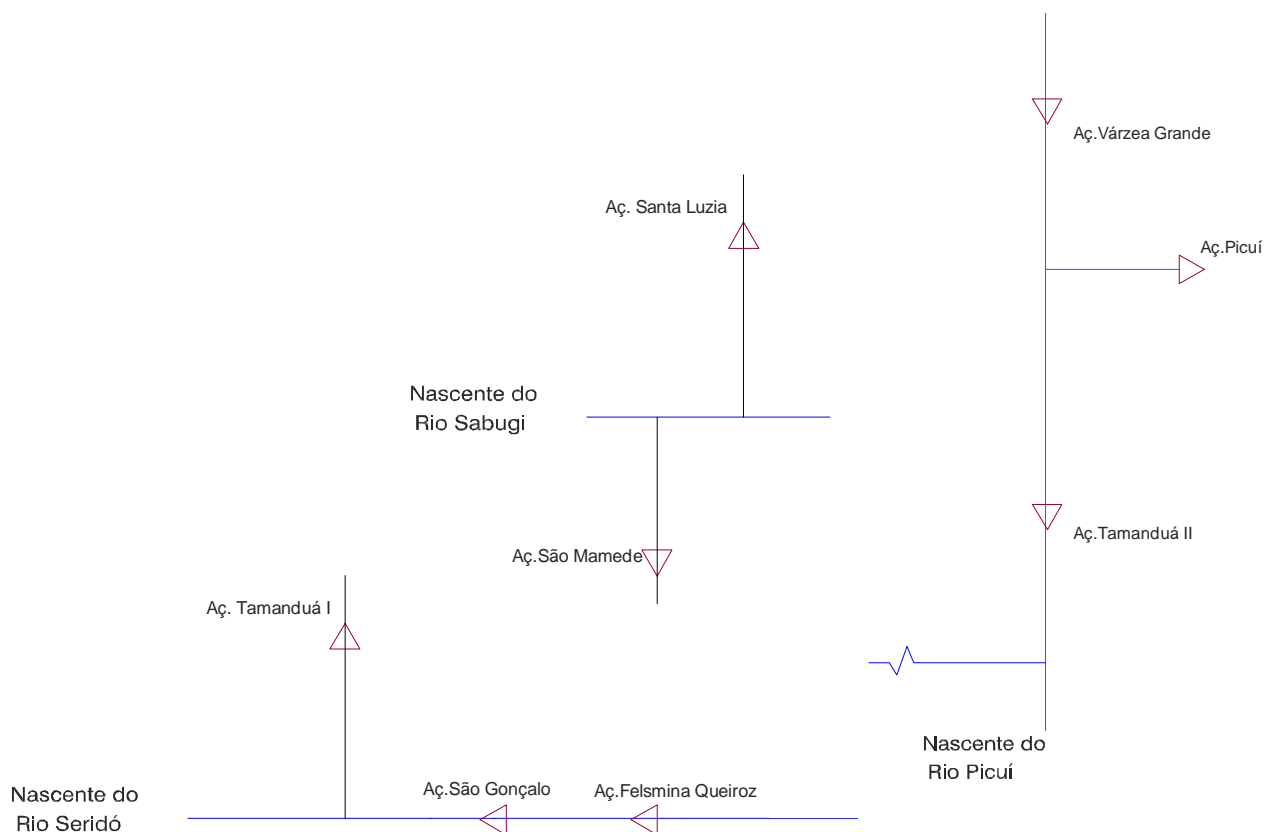 Aç.Várzea Grande
Aç. Santa Luzia
Aç.Picuí
Nascente do
Rio Sabugi
Aç.São Mamede
Aç.Tamanduá II
Aç. Tamanduá I
Nascente do
Rio Picuí
Aç.São Gonçalo
Aç.Felsmina Queiroz
Nascente do
Rio Seridó